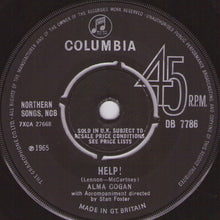 COLUMBIA
45
R.P.M.
NORTHERN
SONGS, NCB
7XCA 27668
DB 7786
SOLD IN U.K. SUBJECT TO
RESALE PRICE CONDITIONS
SEE PRICE LISTS
℗ 1965
HELP!
(Lennon—McCartney)
ALMA COGAN
with Accompaniment directed
by Stan Foster
MADE IN GT. BRITAIN